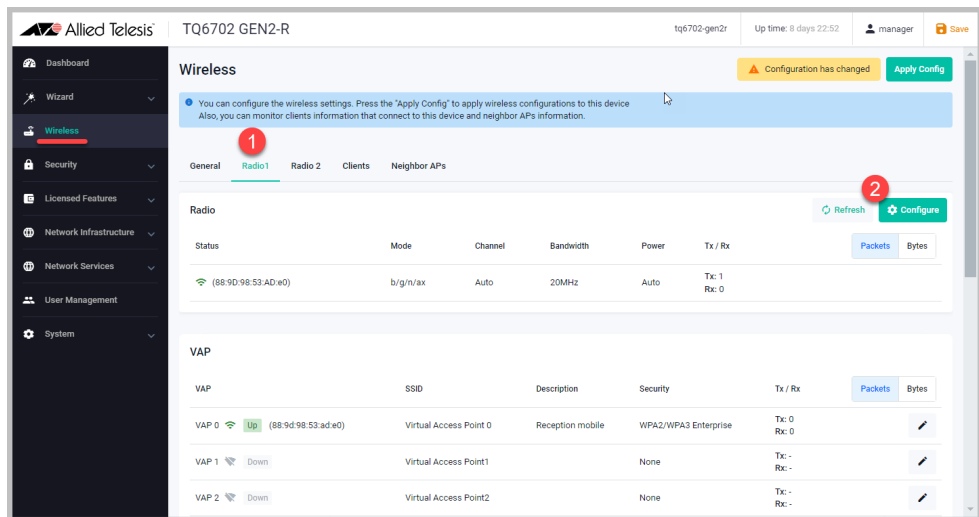 Allied Telesis
TQ6702 GEN2-R
tq6702-gen2r
Up time: 8 days 22:52
manager
Save
Dashboard
Wizard
Wireless
Security
Licensed Features
Network Infrastructure
Network Services
User Management
System
Wireless
Configuration has changed
Apply Config
You can configure the wireless settings. Press the "Apply Config" to apply wireless configurations to this device
Also, you can monitor clients information that connect to this device and neighbor APs information.
1
General Radio1 Radio 2 Clients Neighbor APs
2
Radio
Refresh
Configure
Status Mode Channel Bandwidth Power Tx / Rx Packets Bytes
(88:9D:98:53:AD:e0) b/g/n/ax Auto 20MHz Auto Tx: 1
Rx: 0
VAP
VAP SSID Description Security Tx / Rx Packets Bytes
VAP 0 Up (88:9d:98:53:ad:e0) Virtual Access Point 0 Reception mobile WPA2/WPA3 Enterprise Tx: 0
Rx: 0
VAP 1 Down Virtual Access Point1 None Tx: -
Rx: -
VAP 2 Down Virtual Access Point2 None Tx: -
Rx: -